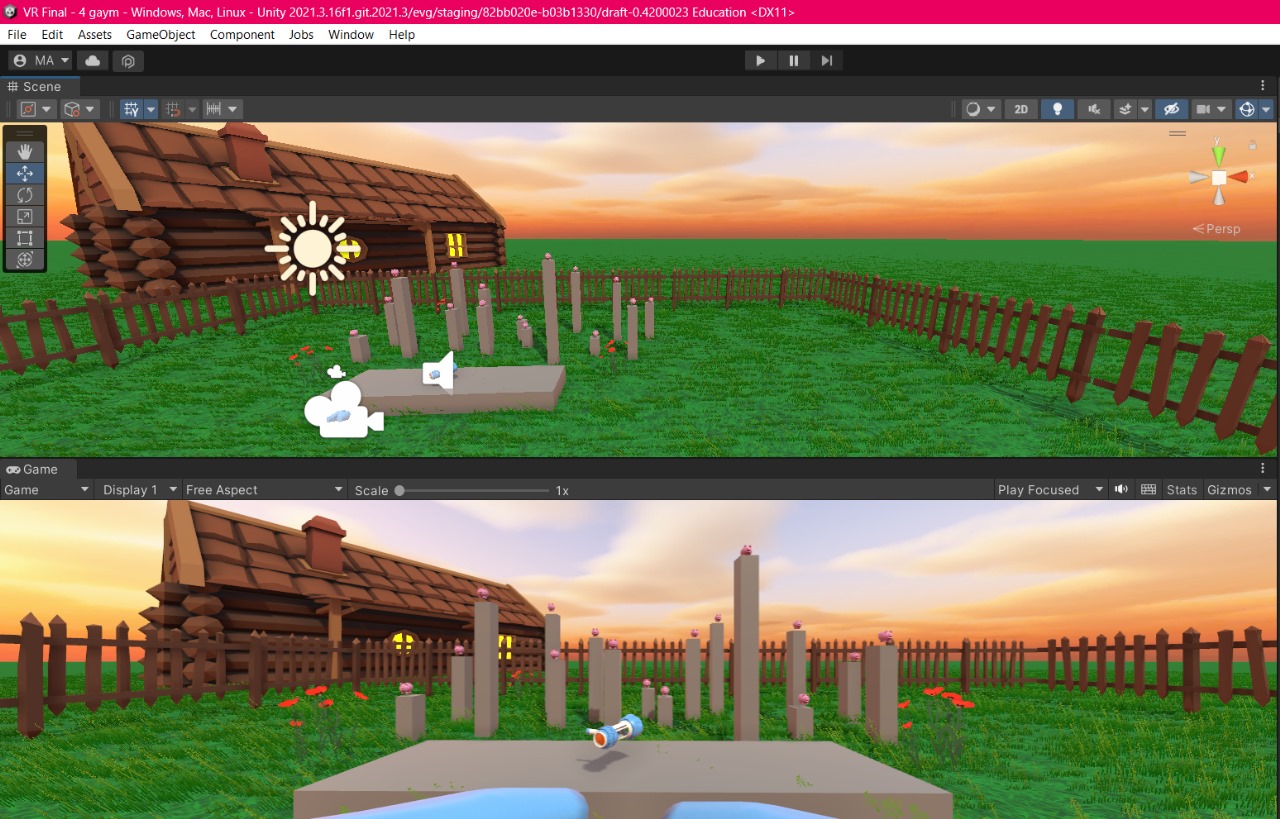 VR Final - 4 gaym - Windows, Mac, Linux - Unity 2021.3.16f1.git.2021.3/evg/staging/82bb020e-b03b1330/draft-0.4200023 Education <DX11>
File Edit Assets GameObject Component Jobs Window Help
MA
Scene
2D
y
x
Persp
Game
Game Display 1 Free Aspect Scale 1x Play Focused Stats Gizmos